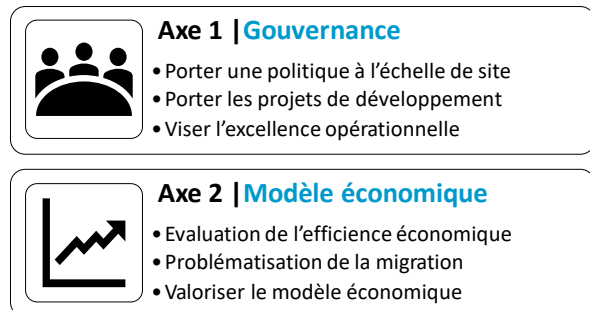 Axe 1 | Gouvernance
• Porter une politique à l’échelle de site
• Porter les projets de développement
• Viser l’excellence opérationnelle
Axe 2 | Modèle économique
• Evaluation de l’efficience économique
• Problématisation de la migration
• Valoriser le modèle économique